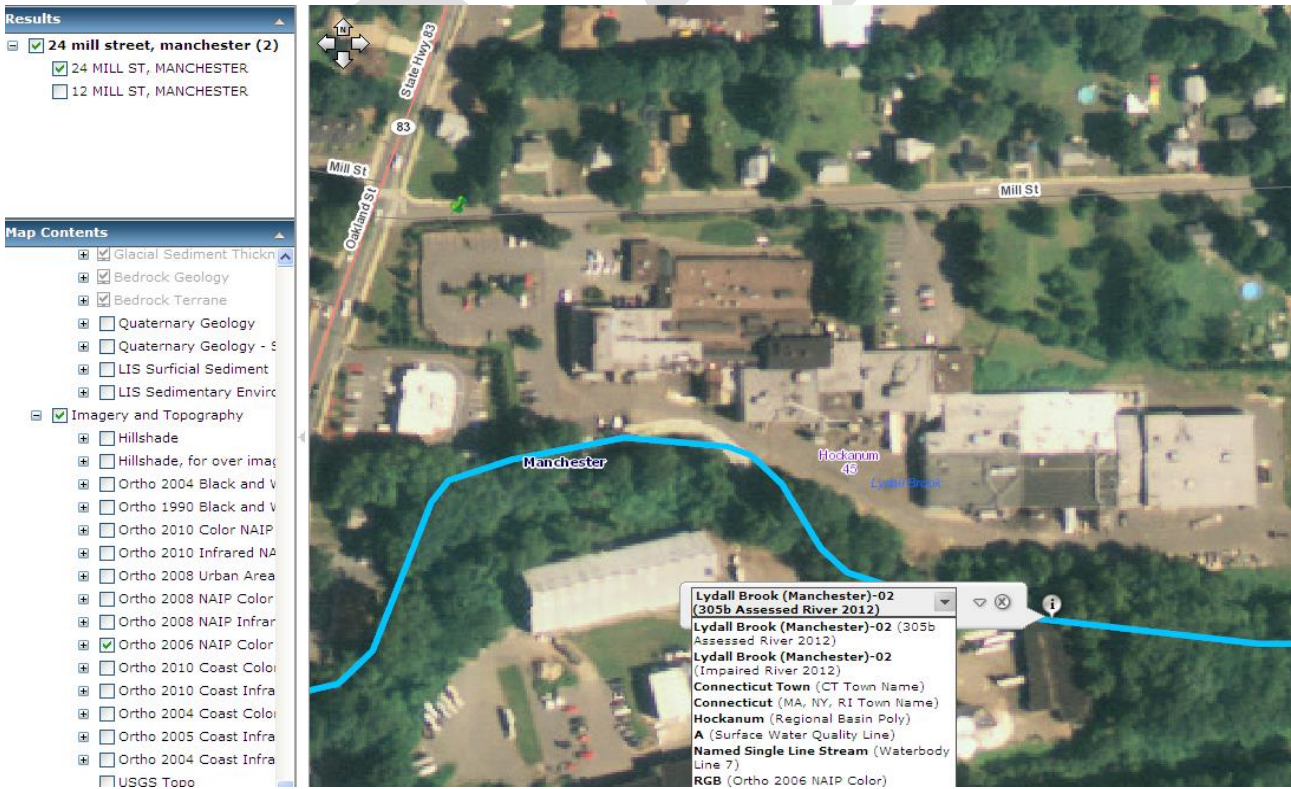 Results
24 mill street, manchester (2)
24 MILL ST, MANCHESTER
12 MILL ST, MANCHESTER
Map Contents
Glacial Sediment Thickn
Bedrock Geology
Bedrock Terrane
Quaternary Geology
Quaternary Geology - S
LIS Surficial Sediment
LIS Sedimentary Enviro
Imagery and Topography
Hillshade
Hillshade, for over imag
Ortho 2004 Black and W
Ortho 1990 Black and W
Ortho 2010 Color NAIP
Ortho 2010 Infrared NA
Ortho 2008 Urban Area
Ortho 2008 NAIP Color
Ortho 2008 NAIP Infrar
Ortho 2006 NAIP Color
Ortho 2010 Coast Color
Ortho 2010 Coast Infra
Ortho 2004 Coast Color
Ortho 2005 Coast Infra
Ortho 2004 Coast Infra
USGS Topo
N
State Hwy 83
83
Mill St
Oakland St
Mill St
Manchester
Hockanum
45
Lydall Brook
Lydall Brook (Manchester)-02
(305b Assessed River 2012)
i
Lydall Brook (Manchester)-02 (305b
Assessed River 2012)
Lydall Brook (Manchester)-02
(Impaired River 2012)
Connecticut Town (CT Town Name)
Connecticut (MA, NY, RI Town Name)
Hockanum (Regional Basin Poly)
A (Surface Water Quality Line)
Named Single Line Stream (Waterbody
Line 7)
RGB (Ortho 2006 NAIP Color)